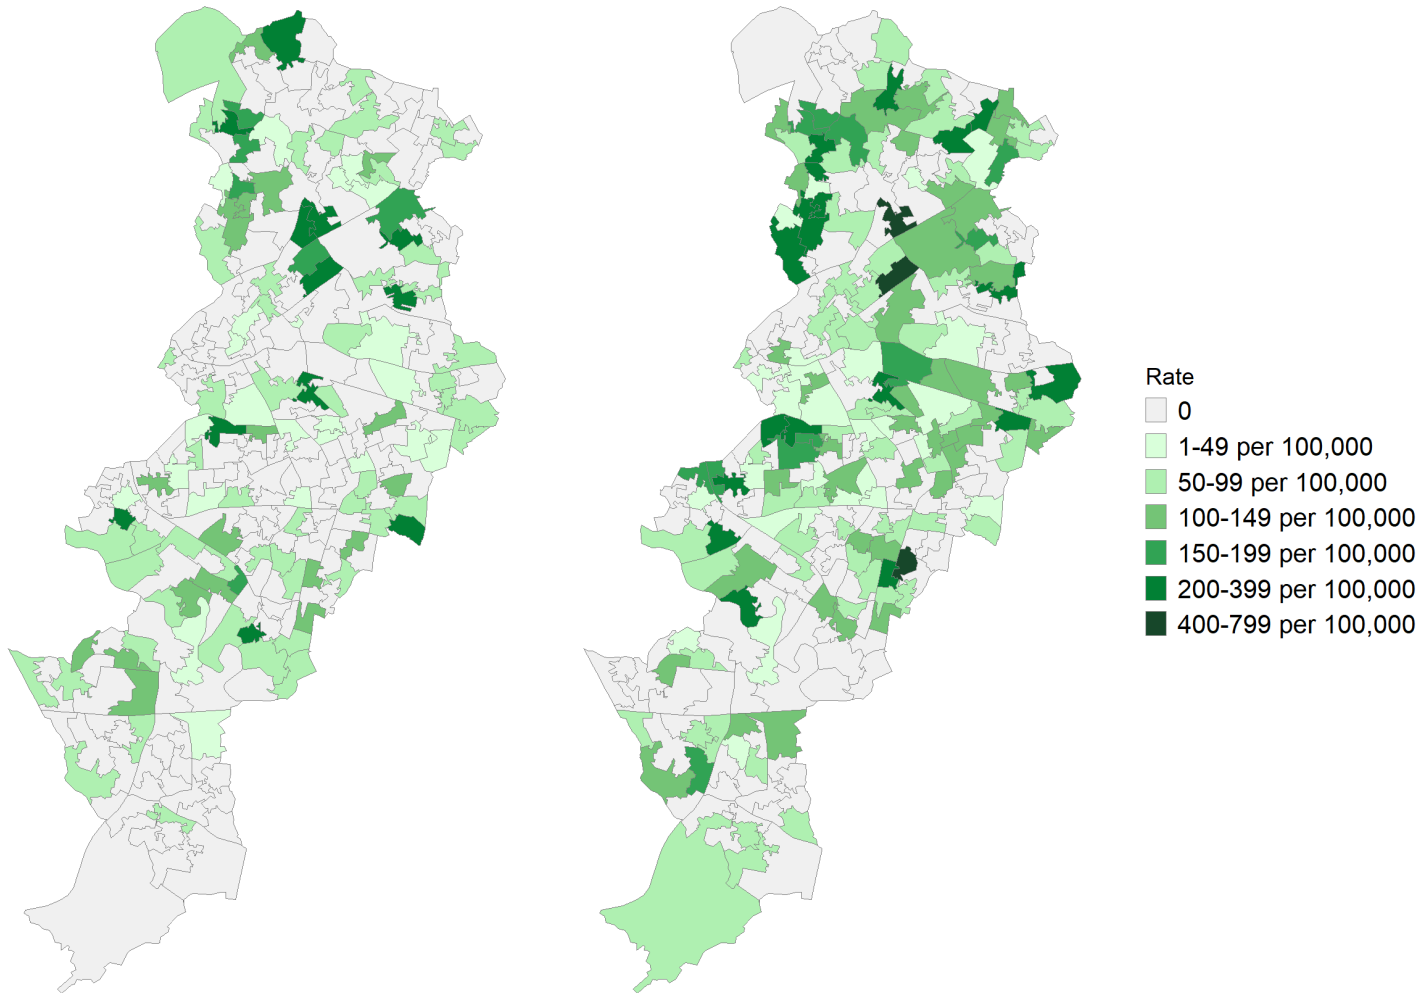 Rate
0
1-49 per 100,000
50-99 per 100,000
100-149 per 100,000
150-199 per 100,000
200-399 per 100,000
400-799 per 100,000